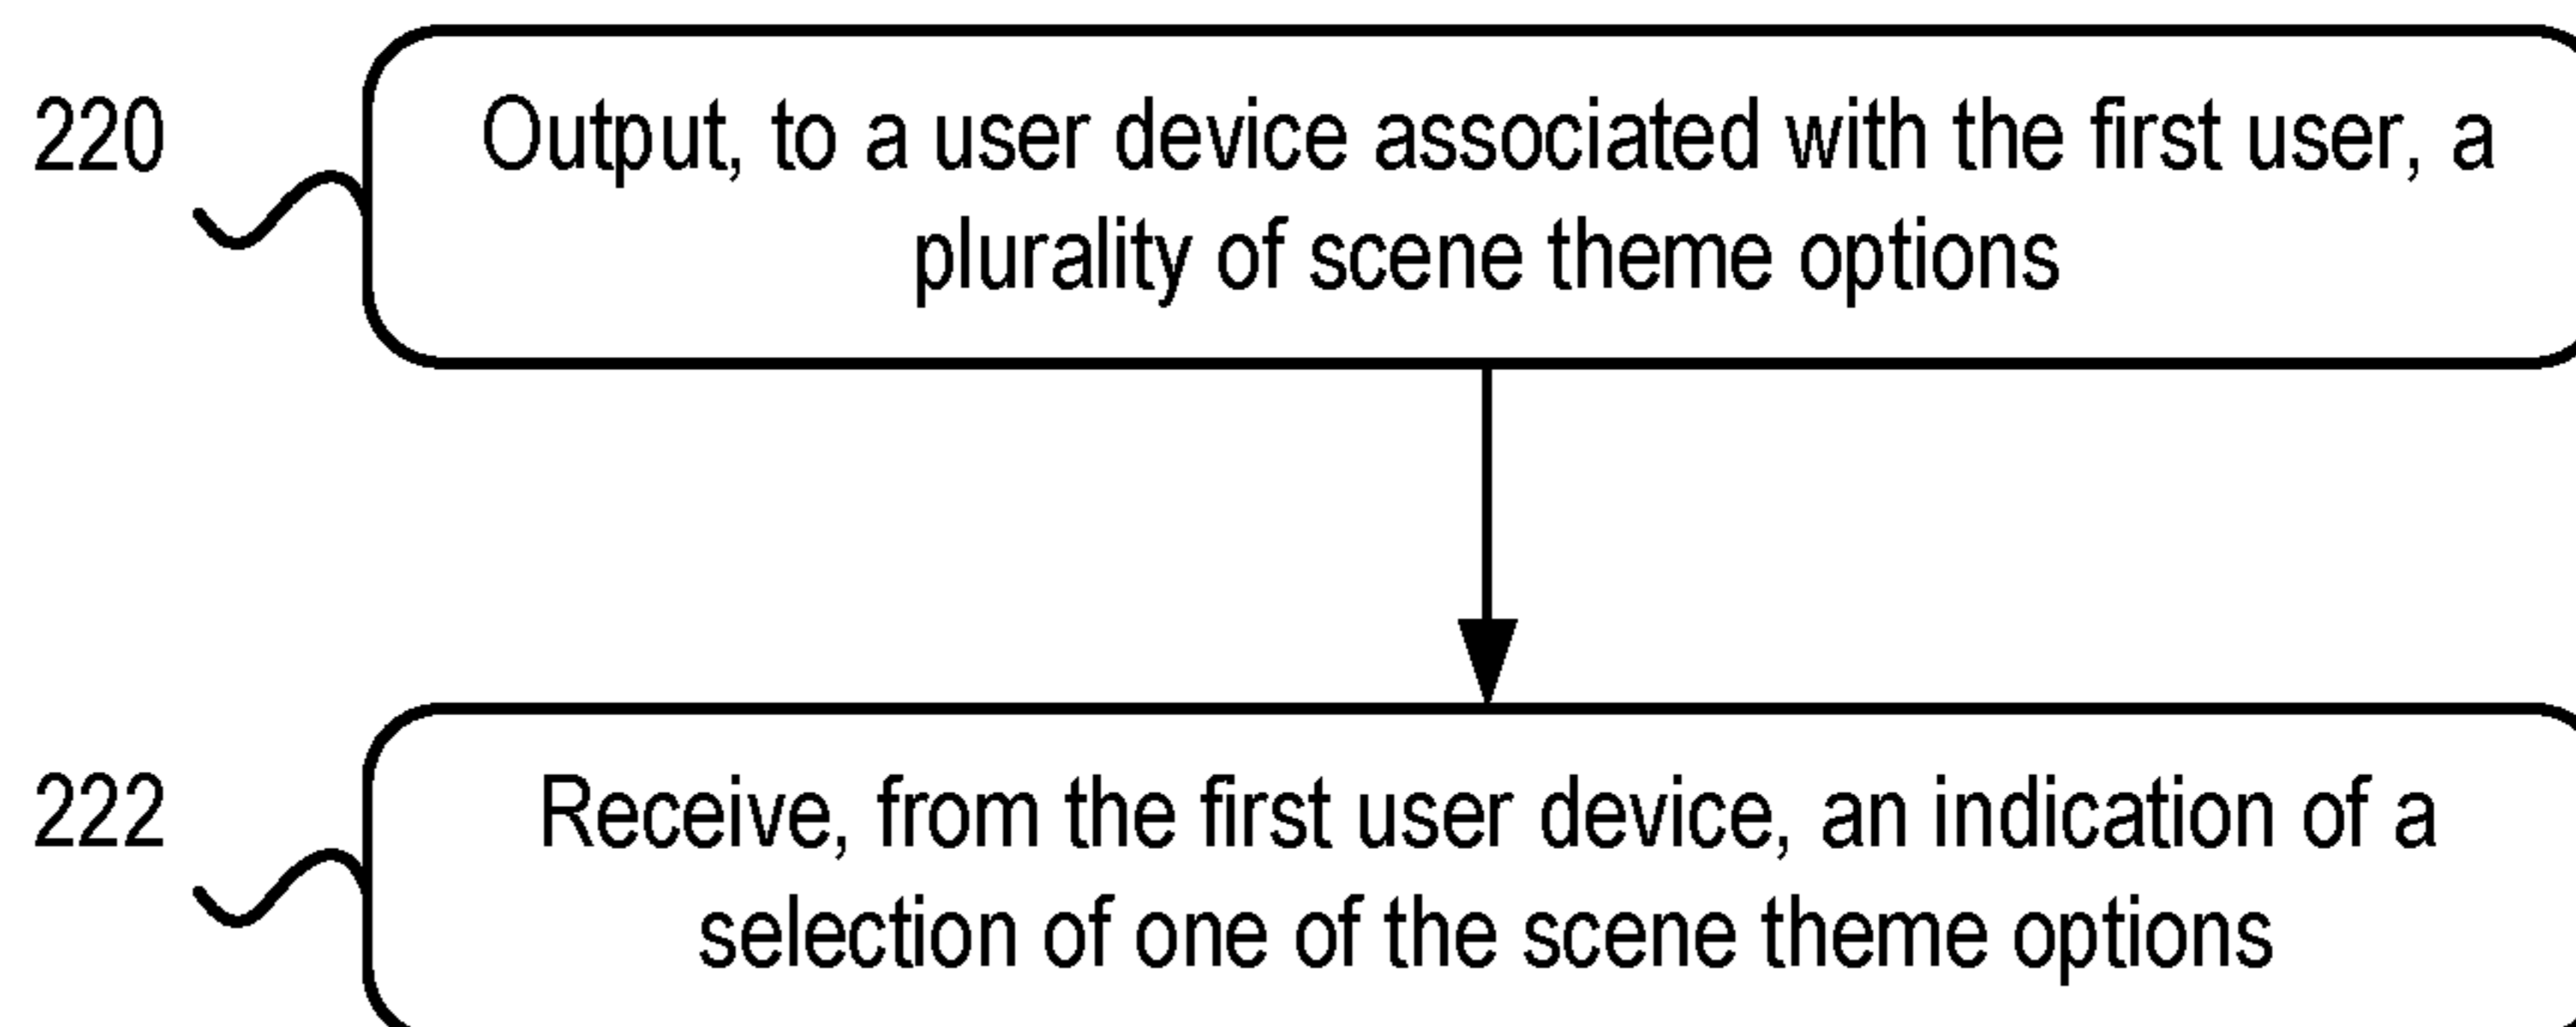 220
Output, to a user device associated with the first user, a
plurality of scene theme options
222
Receive, from the first user device, an indication of a
selection of one of the scene theme options